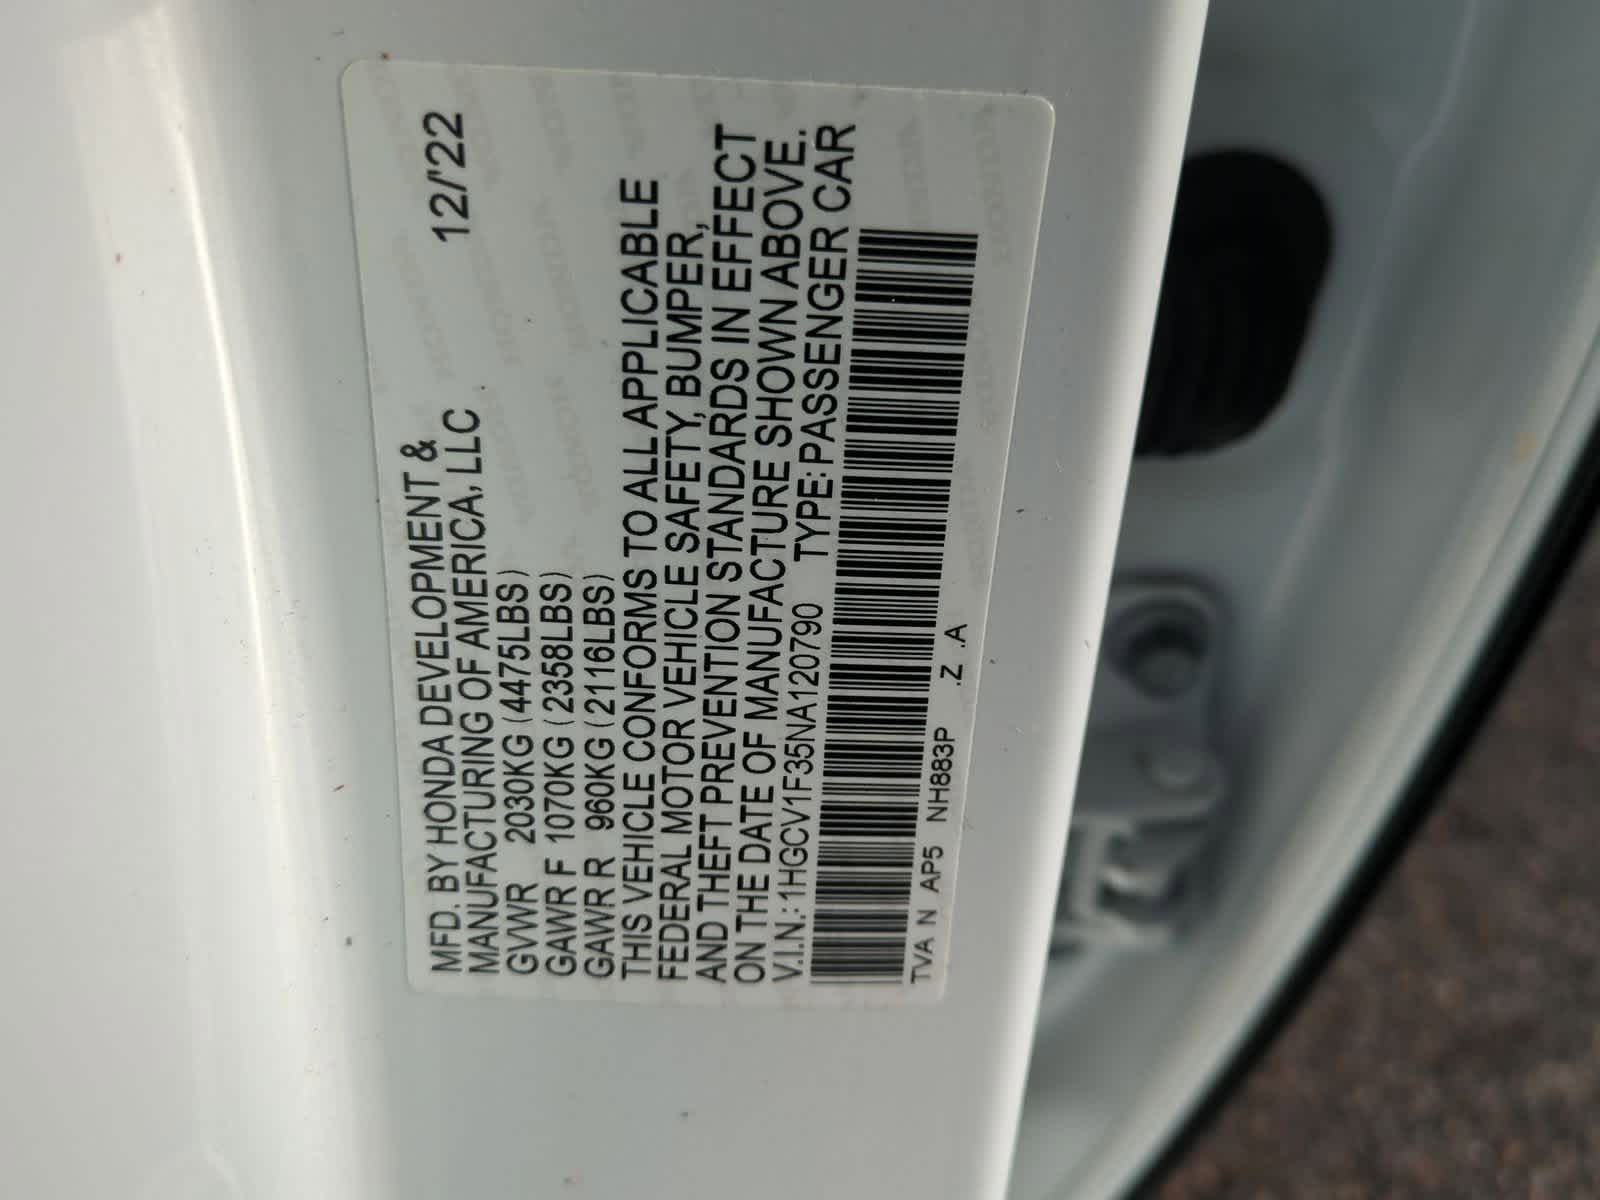 MFD. BY HONDA DEVELOPMENT &
MANUFACTURING OF AMERICA, LLC 12/'22
GVWR 2030KG (4475LBS)
GAWR F 1070KG (2358LBS)
GAWR R 960KG (2116LBS)
THIS VEHICLE CONFORMS TO ALL APPLICABLE
FEDERAL MOTOR VEHICLE SAFETY, BUMPER,
AND THEFT PREVENTION STANDARDS IN EFFECT
ON THE DATE OF MANUFACTURE SHOWN ABOVE.
V.I.N.: 1HGCV1F35NA120790 TYPE: PASSENGER CAR
TVA N AP5 NH883P .Z .A